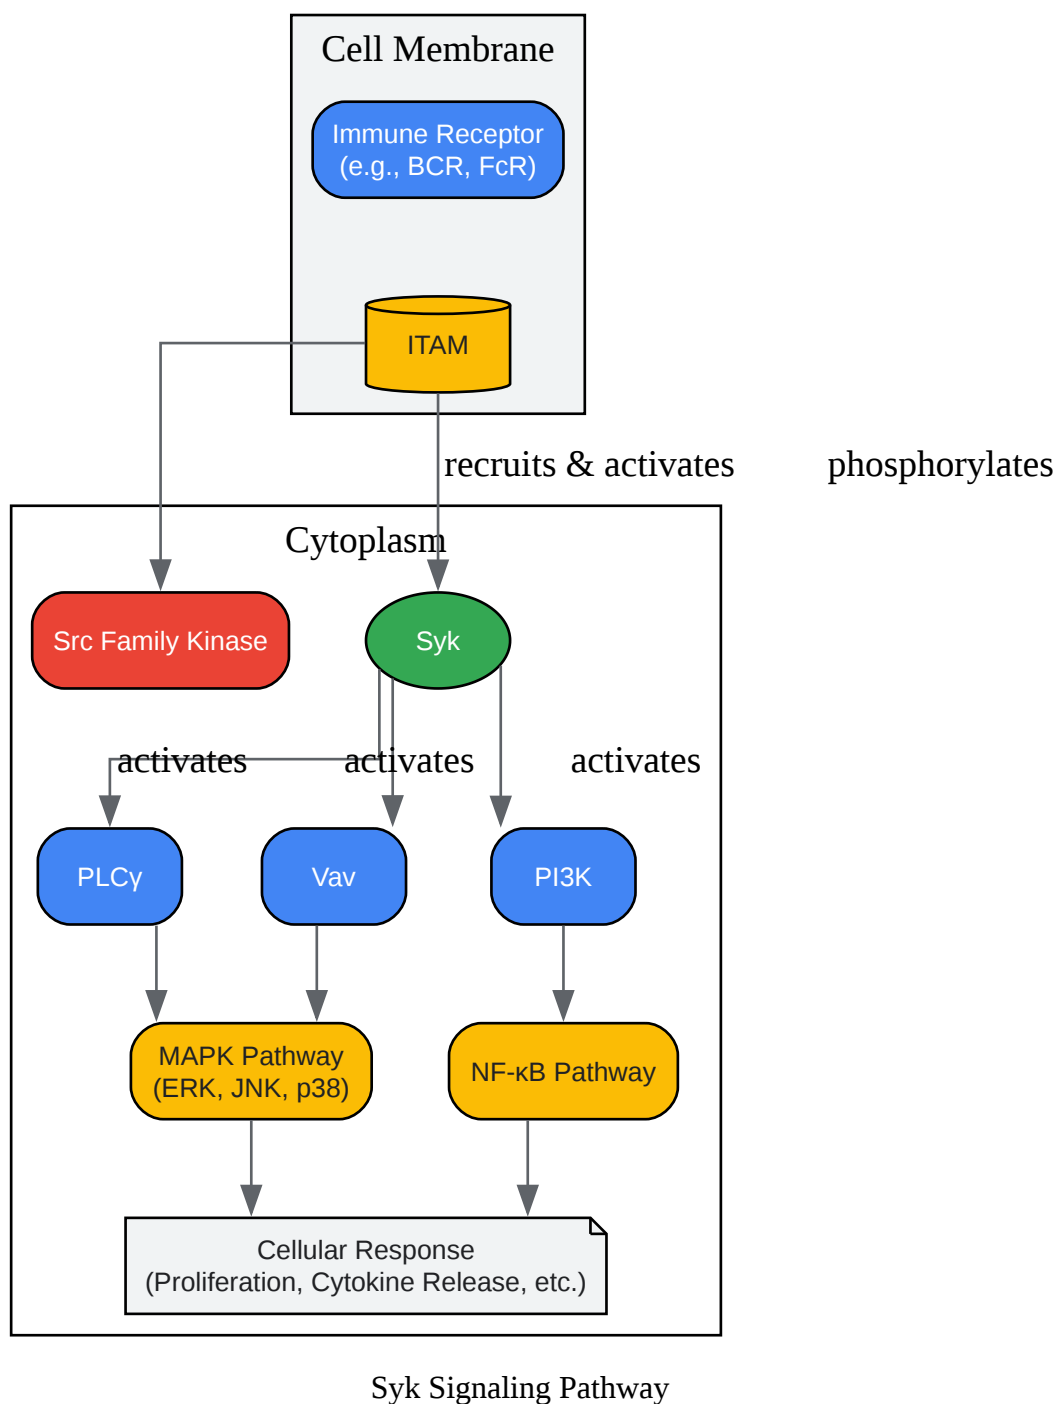 Cell Membrane
Immune Receptor
(e.g., BCR, FcR)
ITAM
recruits & activates
phosphorylates
Cytoplasm
Src Family Kinase
Syk
activates
activates
activates
PLCγ
Vav
PI3K
MAPK Pathway
(ERK, JNK, p38)
NF-κB Pathway
Cellular Response
(Proliferation, Cytokine Release, etc.)
Syk Signaling Pathway